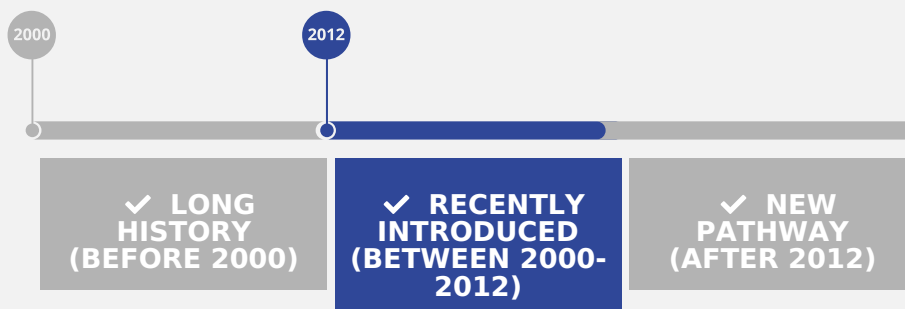 2000
2012
LONG
HISTORY
(BEFORE 2000)
RECENTLY
INTRODUCED
(BETWEEN 2000-
2012)
NEW
PATHWAY
(AFTER 2012)